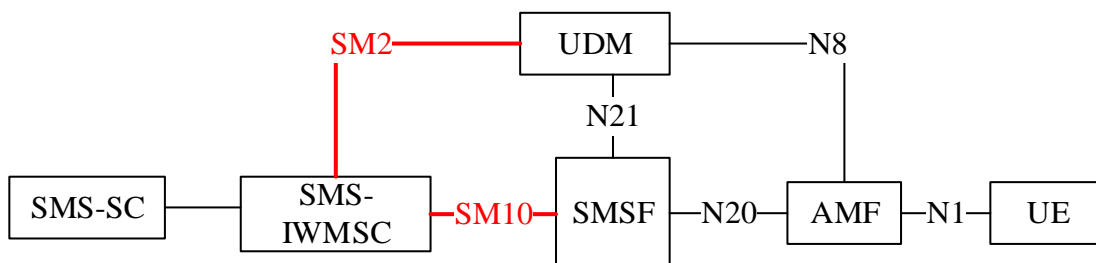 SM2
UDM
N8
N21
SMS-SC
SMS-
IWMSC
SM10
SMSF
N20
AMF
N1
UE